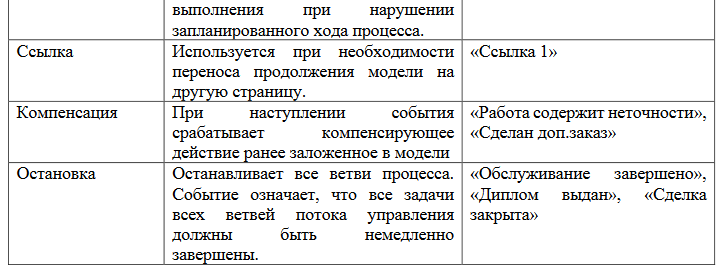 выполнения при нарушении
запланированного хода процесса.
Ссылка
Используется при необходимости
переноса продолжения модели на
другую страницу.
«Ссылка 1»
Компенсация
При наступлении события
срабатывает компенсирующее
действие ранее заложенное в модели
«Работа содержит неточности»,
«Сделан доп.заказ»
Остановка
Останавливает все ветви процесса.
Событие означает, что все задачи
всех ветвей потока управления
должны быть немедленно
завершены.
«Обслуживание завершено»,
«Диплом выдан», «Сделка
закрыта»